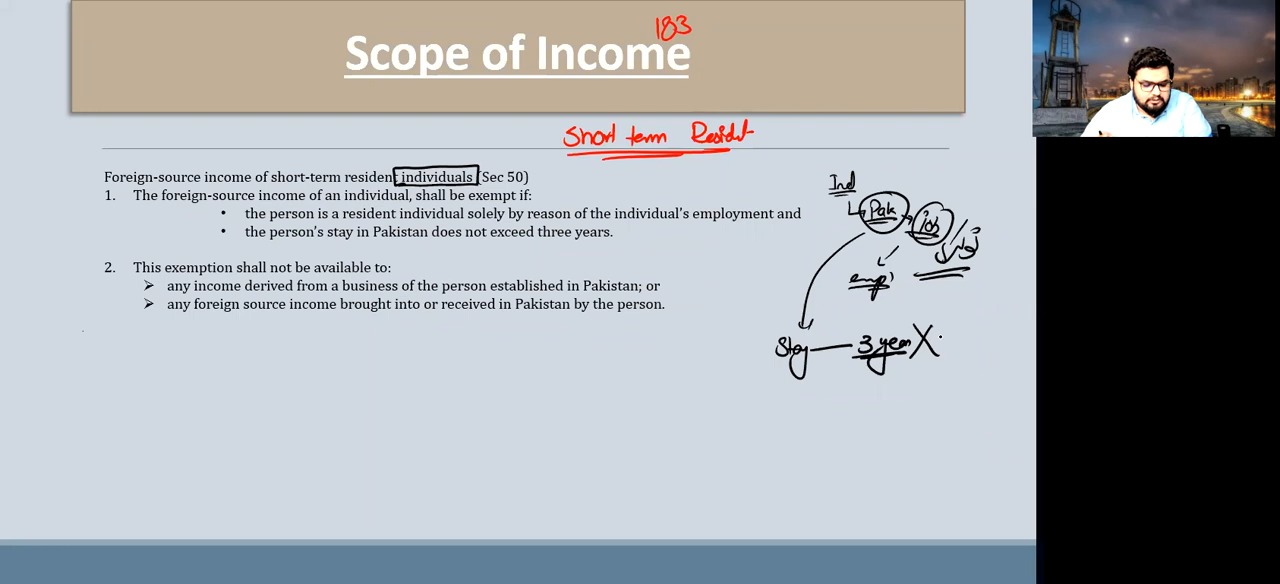 183
Scope of Income
Short term Resident
Foreign-source income of short-term resident individuals (Sec 50)
1. The foreign-source income of an individual, shall be exempt if:
• the person is a resident individual solely by reason of the individual's employment and
• the person's stay in Pakistan does not exceed three years.
2. This exemption shall not be available to:
➢ any income derived from a business of the person established in Pakistan; or
➢ any foreign source income brought into or received in Pakistan by the person.
Ind
Pak job
Stay 3 year X